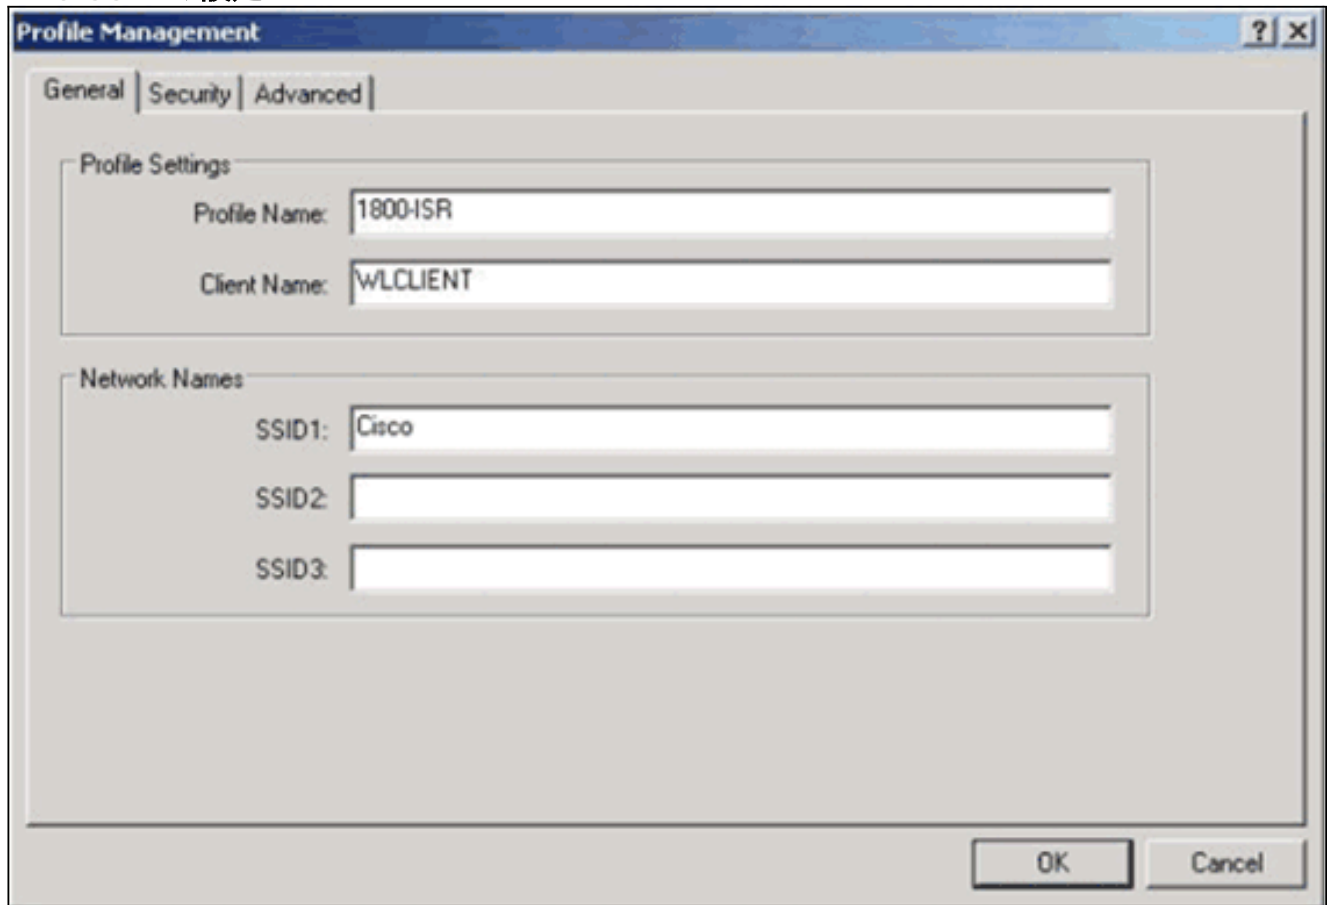 Profile Management
General Security Advanced
Profile Settings
Profile Name: 1800-ISR
Client Name: WLCLIENT
Network Names
SSID1: Cisco
SSID2:
SSID3:
OK Cancel